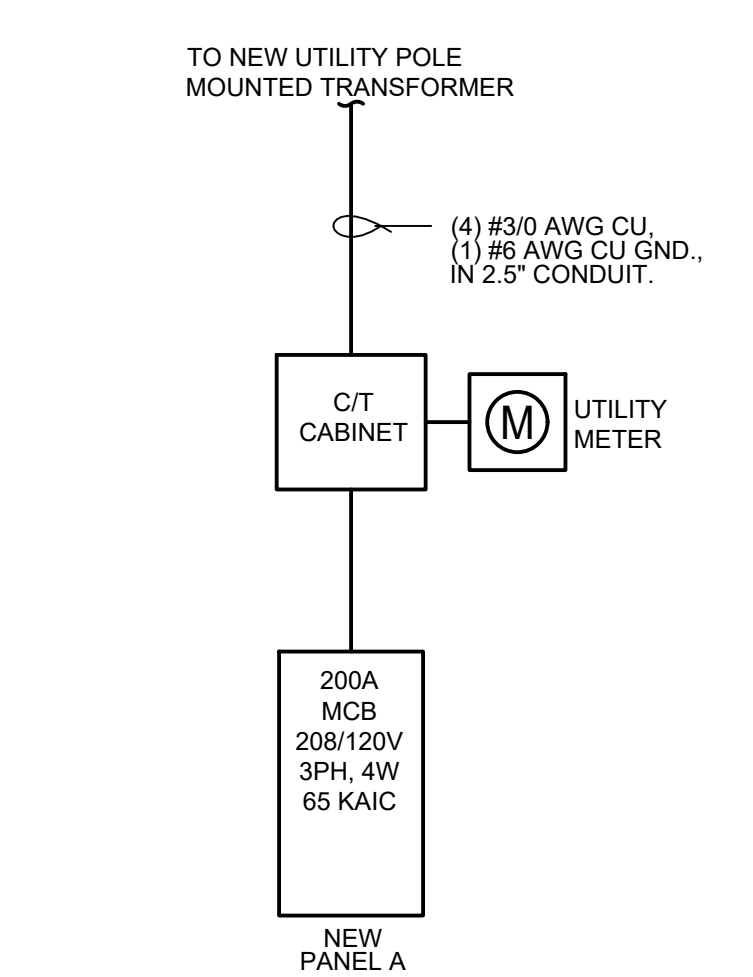 TO NEW UTILITY POLE
MOUNTED TRANSFORMER
(4) #3/0 AWG CU,
(1) #6 AWG CU GND.,
IN 2.5" CONDUIT.
C/T
CABINET
M
UTILITY
METER
200A
MCB
208/120V
3PH, 4W
65 KAIC
NEW
PANEL A